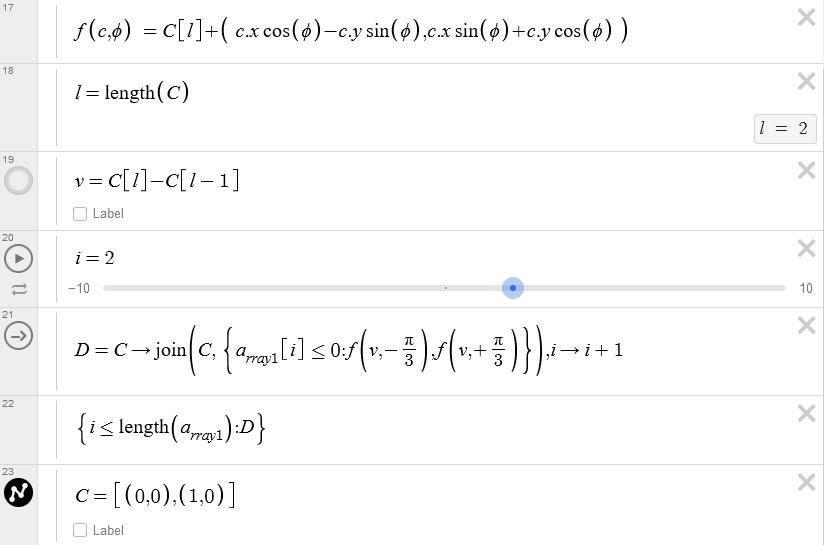 17
f(c,ϕ) = C[l]+( c.x cos(ϕ)−c.y sin(ϕ),c.x sin(ϕ)+c.y cos(ϕ) )
18
l = length(C)
l = 2
19
v = C[l]−C[l−1]
Label
20
i = 2
−10 10
21
D = C→join(C, {a_rray1[i] ≤ 0:f(v,−π/3),f(v,+π/3)}),i→i+1
22
{i ≤ length(a_rray1):D}
23
C = [(0,0),(1,0)]
Label